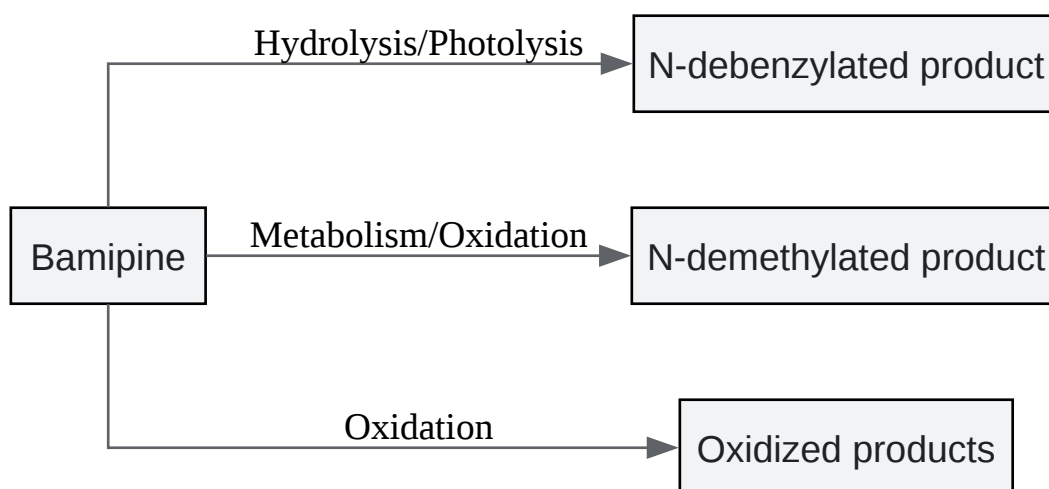 Hydrolysis/Photolysis
N-debenzylated product
Bamipine
Metabolism/Oxidation
N-demethylated product
Oxidation
Oxidized products